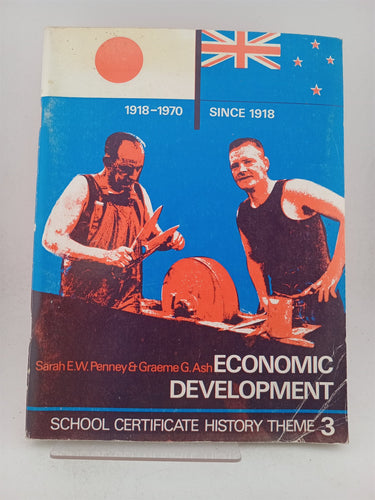 1918–1970 SINCE 1918
Sarah E.W. Penney & Graeme G. Ash ECONOMIC
DEVELOPMENT
SCHOOL CERTIFICATE HISTORY THEME 3